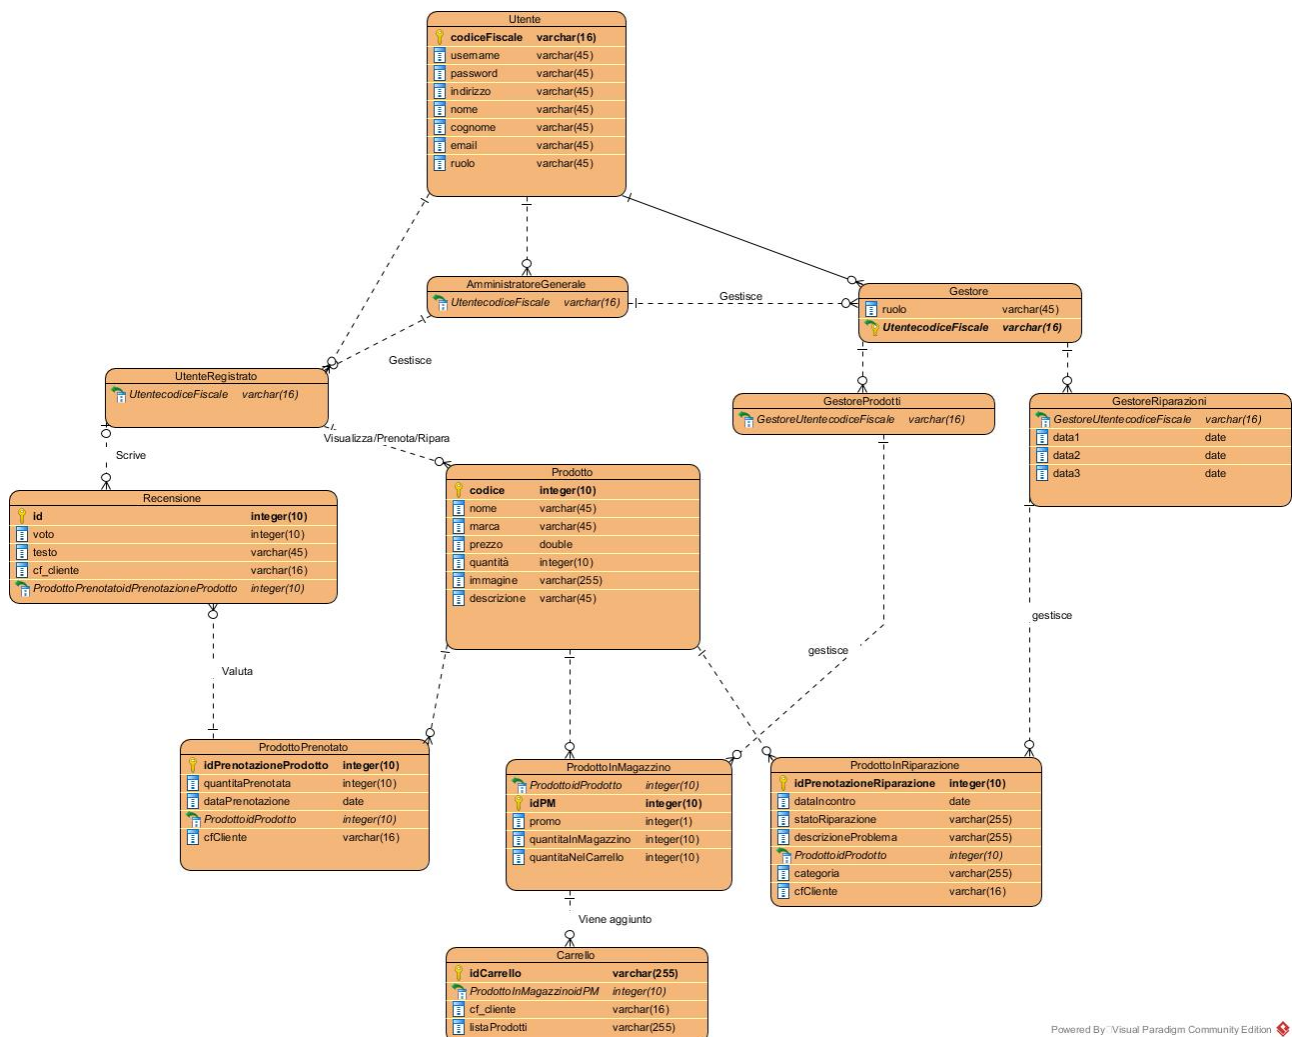 Utente
codiceFiscale varchar(16)
username varchar(45)
password varchar(45)
indirizzo varchar(45)
nome varchar(45)
cognome varchar(45)
email varchar(45)
ruolo varchar(45)
AmministratoreGenerale
UtentecodiceFiscale varchar(16)
Gestisce
Gestore
ruolo varchar(45)
UtentecodiceFiscale varchar(16)
Gestisce
UtenteRegistrato
UtentecodiceFiscale varchar(16)
Visualizza/Prenota/Ripara
Scrive
GestoreProdotti
GestoreUtentecodiceFiscale varchar(16)
GestoreRiparazioni
GestoreUtentecodiceFiscale varchar(16)
data1 date
data2 date
data3 date
Recensione
id integer(10)
voto integer(10)
testo varchar(45)
cf_cliente varchar(16)
ProdottoPrenotatoidPrenotazioneProdotto integer(10)
Prodotto
codice integer(10)
nome varchar(45)
marca varchar(45)
prezzo double
quantità integer(10)
immagine varchar(255)
descrizione varchar(45)
gestisce
gestisce
Valuta
ProdottoPrenotato
idPrenotazioneProdotto integer(10)
quantitaPrenotata integer(10)
dataPrenotazione date
ProdottoidProdotto integer(10)
cfCliente varchar(16)
ProdottoInMagazzino
ProdottoidProdotto integer(10)
idPM integer(10)
promo integer(1)
quantitaInMagazzino integer(10)
quantitaNelCarrello integer(10)
ProdottoInRiparazione
idPrenotazioneRiparazione integer(10)
dataIncontro date
statoRiparazione varchar(255)
descrizioneProblema varchar(255)
ProdottoidProdotto integer(10)
categoria varchar(255)
cfCliente varchar(16)
Viene aggiunto
Carrello
idCarrello varchar(255)
ProdottoInMagazzinoidPM integer(10)
cf_cliente varchar(16)
listaProdotti varchar(255)
Powered By Visual Paradigm Community Edition